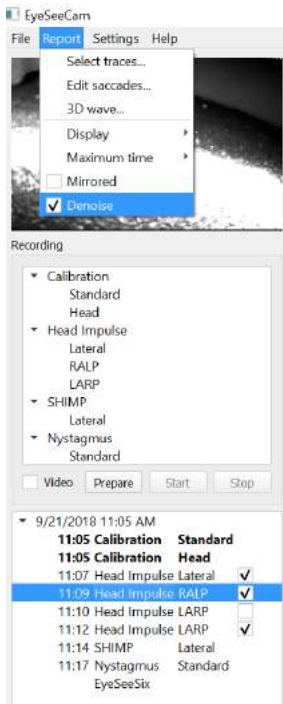 EyeSeeCam
File Report Settings Help
Select traces...
Edit saccades...
3D wave...
Display
Maximum time
Mirrored
Denoise
Recording
Calibration
Standard
Head
Head Impulse
Lateral
RALP
LARP
SHIMP
Lateral
Nystagmus
Standard
Video Prepare Start Stop
9/21/2018 11:05 AM
11:05 Calibration Standard
11:05 Calibration Head
11:07 Head Impulse Lateral
11:09 Head Impulse RALP
11:10 Head Impulse LARP
11:12 Head Impulse LARP
11:14 SHIMP Lateral
11:17 Nystagmus Standard
EyeSeeSix